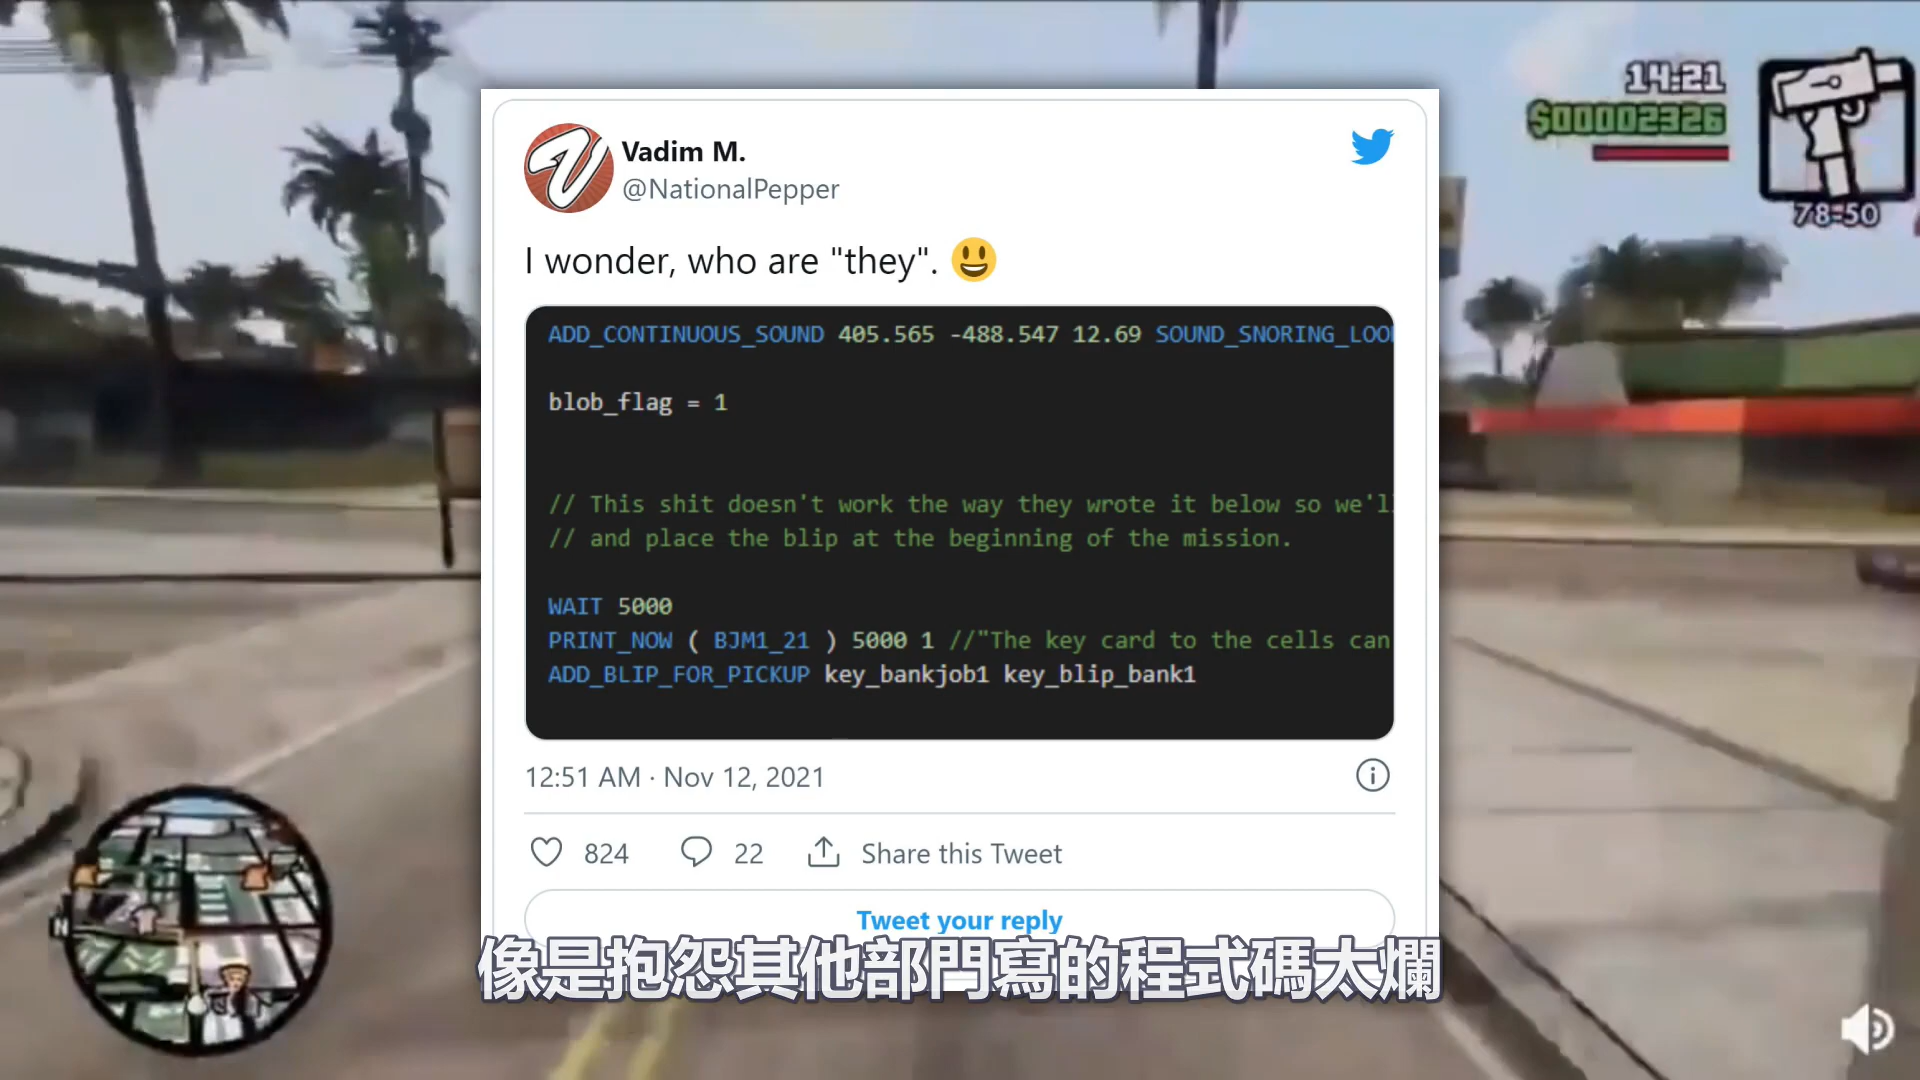 14:21
$00002326
78-50
Vadim M.
@NationalPepper
I wonder, who are "they". 😃
ADD_CONTINUOUS_SOUND 405.565 -488.547 12.69 SOUND_SNORING_LOO
blob_flag = 1
// This shit doesn't work the way they wrote it below so we'l
// and place the blip at the beginning of the mission.
WAIT 5000
PRINT_NOW ( BJM1_21 ) 5000 1 //"The key card to the cells can
ADD_BLIP_FOR_PICKUP key_bankjob1 key_blip_bank1
12:51 AM · Nov 12, 2021
824
22
Share this Tweet
Tweet your reply
像是抱怨其他部門寫的程式碼太爛
N